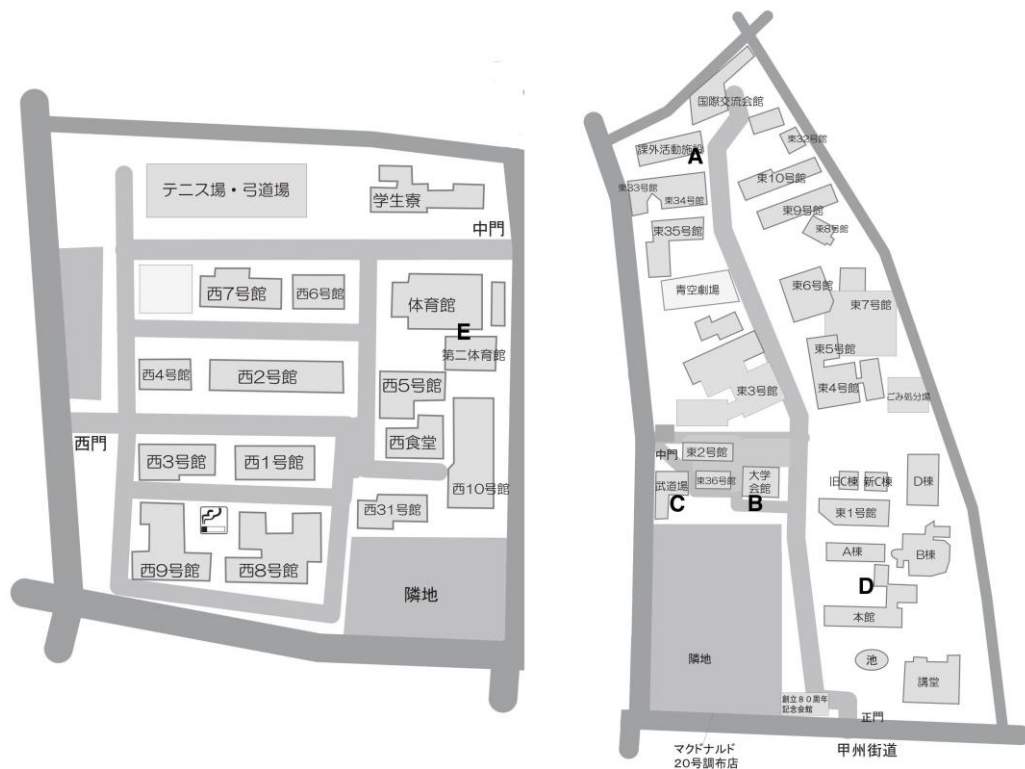 テニス場・弓道場
学生寮
中門
西7号館
西6号館
体育館
E
第二体育館
西4号館
西2号館
西5号館
西門
西食堂
西3号館
西1号館
西10号館
西31号館
西9号館
西8号館
隣地
国際交流会館
東32号館
課外活動施設
A
東10号館
東33号館
東34号館
東9号館
東8号館
東35号館
青空劇場
東6号館
東7号館
東5号館
東4号館
東3号館
ごみ処分場
中門
東2号館
武道場
東36号館
大学
会館
C
B
旧C棟
新C棟
D棟
東1号館
A棟
B棟
D
本館
隣地
池
講堂
創立80周年
記念会館
正門
マクドナルド
20号調布店
甲州街道